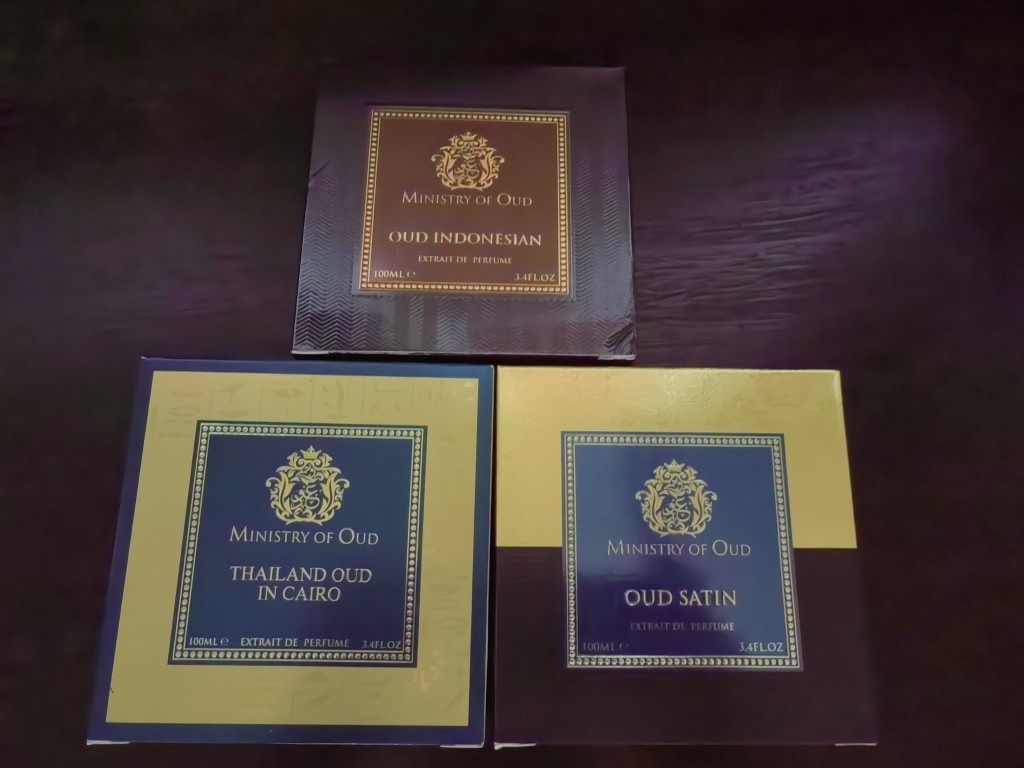 MINISTRY OF OUD
OUD INDONESIAN
EXTRAIT DE PERFUME
100ML ℮ 3.4FL.OZ
MINISTRY OF OUD
THAILAND OUD
IN CAIRO
100ML ℮ EXTRAIT DE PERFUME 3.4FL.OZ
MINISTRY OF OUD
OUD SATIN
EXTRAIT DE PERFUME
100ML ℮ 3.4FL.OZ